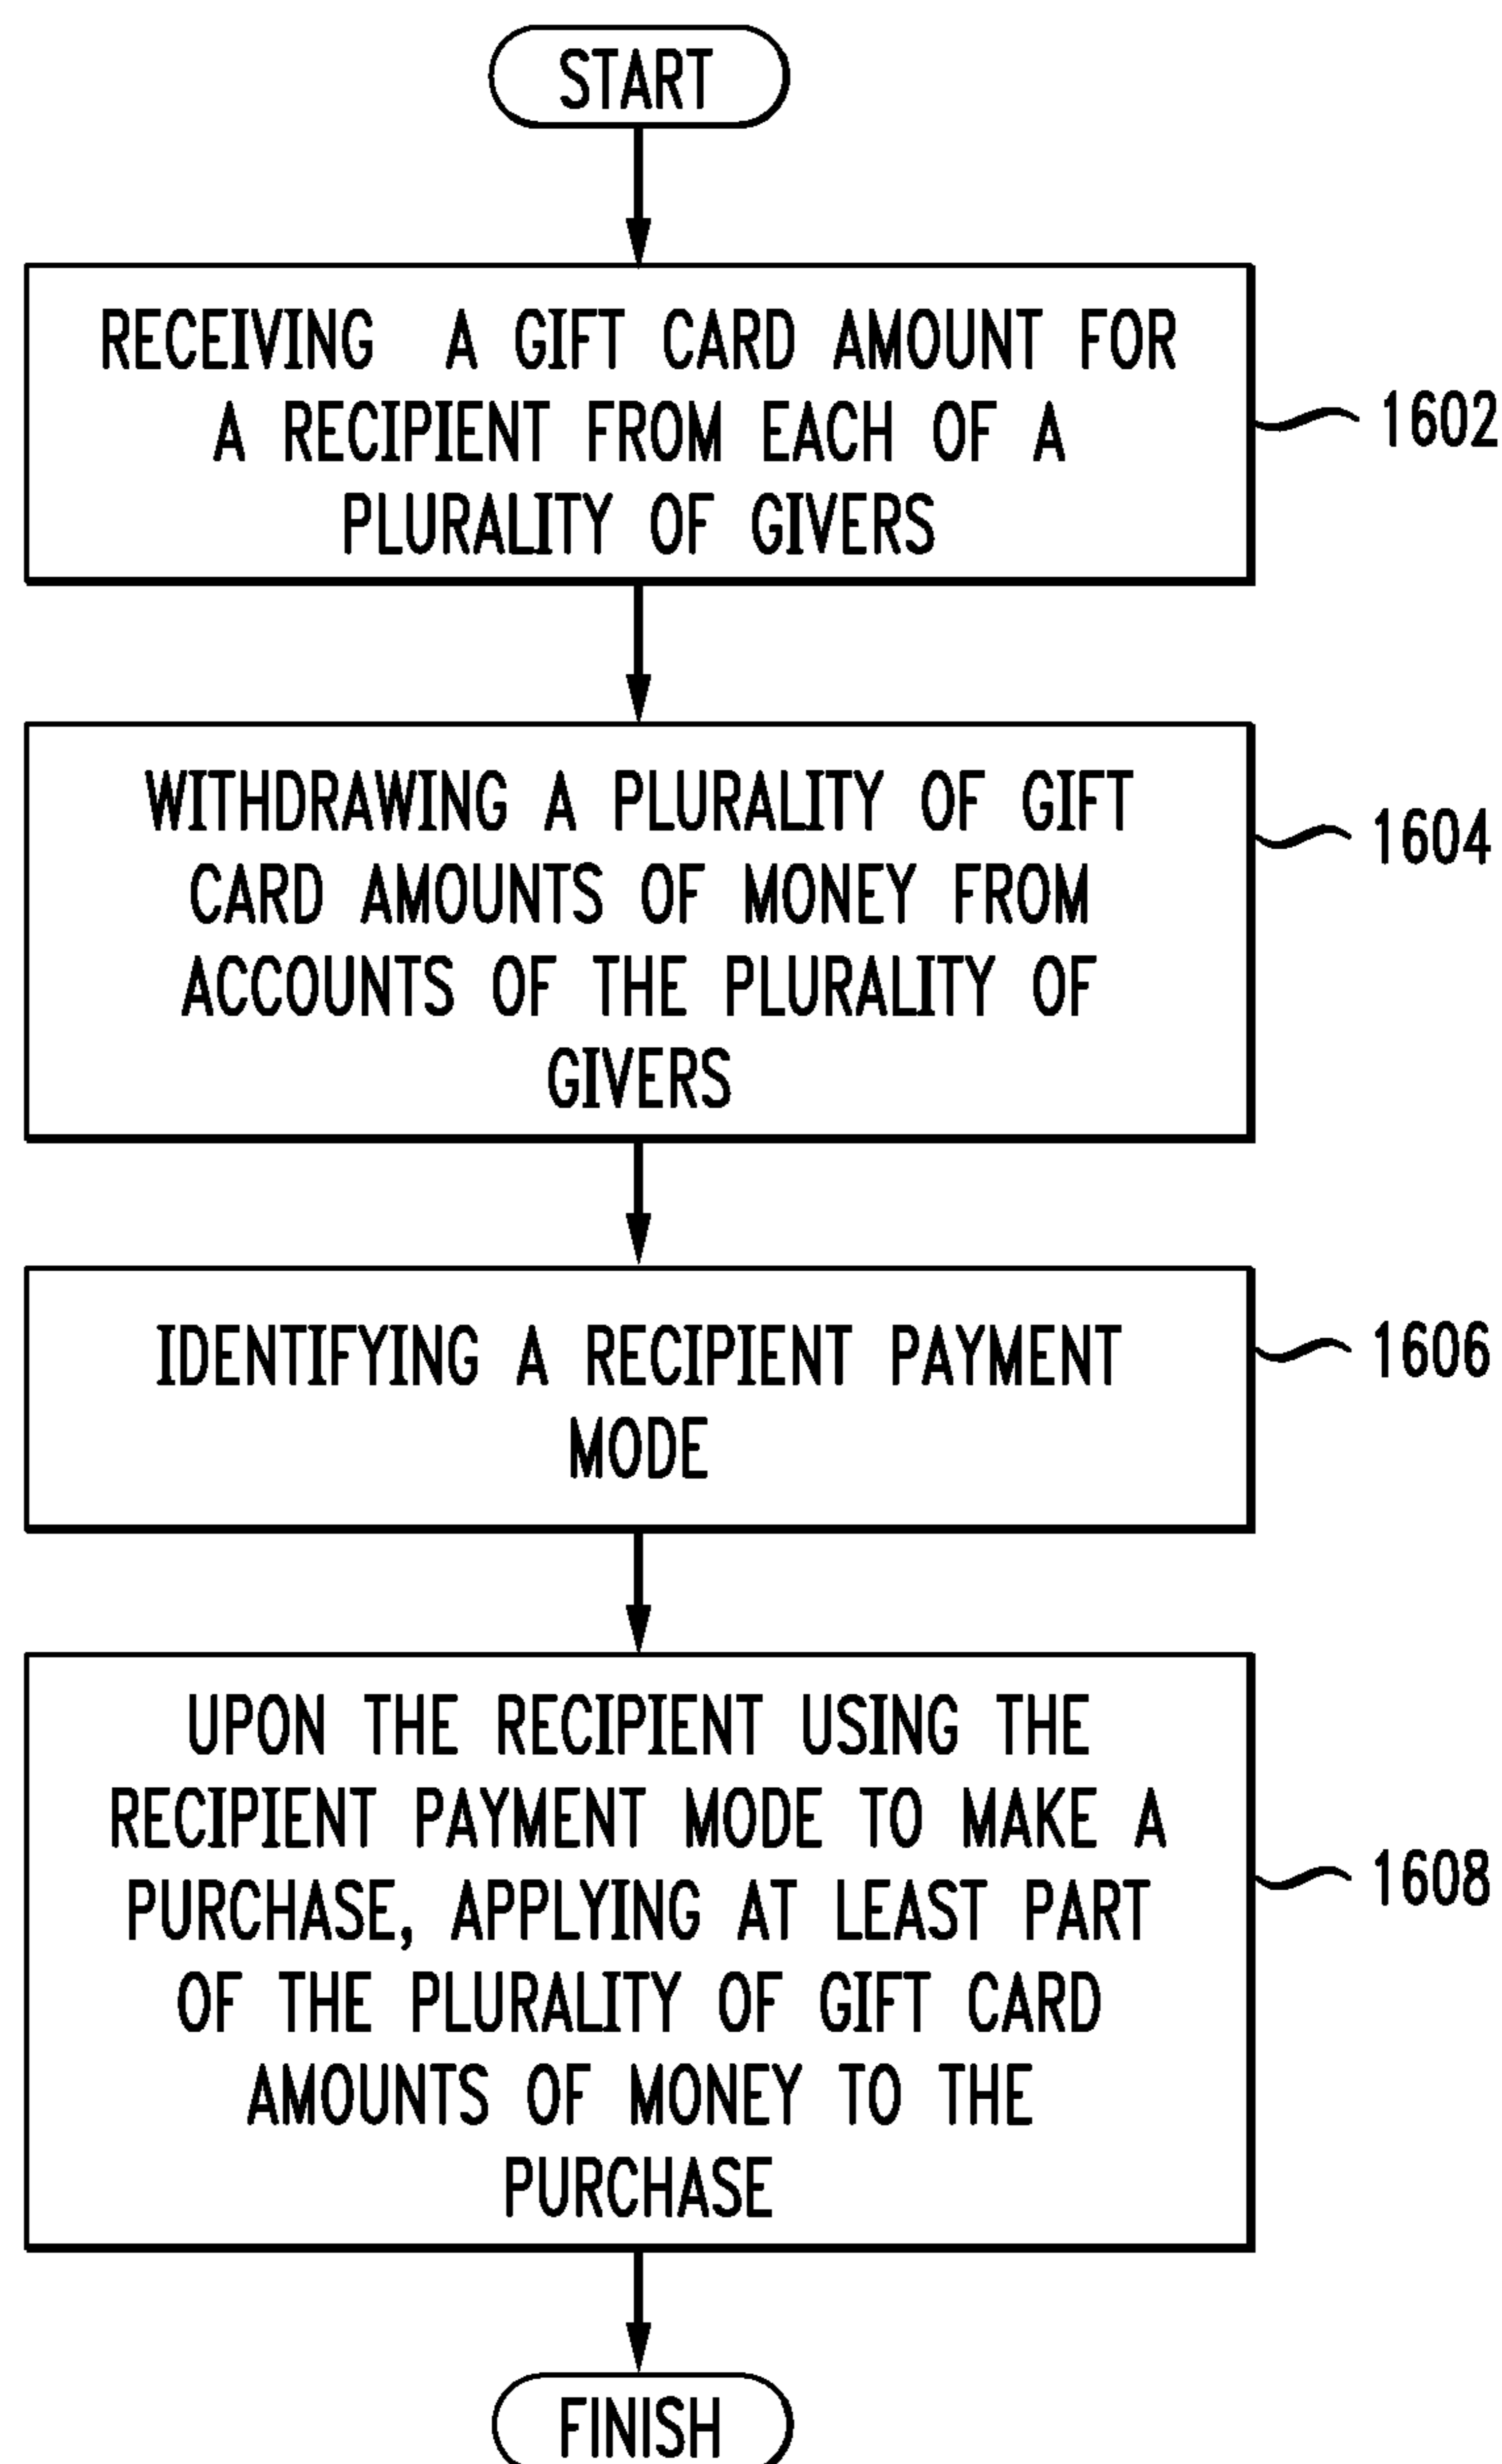 START
RECEIVING A GIFT CARD AMOUNT FOR
A RECIPIENT FROM EACH OF A
PLURALITY OF GIVERS
1602
WITHDRAWING A PLURALITY OF GIFT
CARD AMOUNTS OF MONEY FROM
ACCOUNTS OF THE PLURALITY OF
GIVERS
1604
IDENTIFYING A RECIPIENT PAYMENT
MODE
1606
UPON THE RECIPIENT USING THE
RECIPIENT PAYMENT MODE TO MAKE A
PURCHASE, APPLYING AT LEAST PART
OF THE PLURALITY OF GIFT CARD
AMOUNTS OF MONEY TO THE
PURCHASE
1608
FINISH